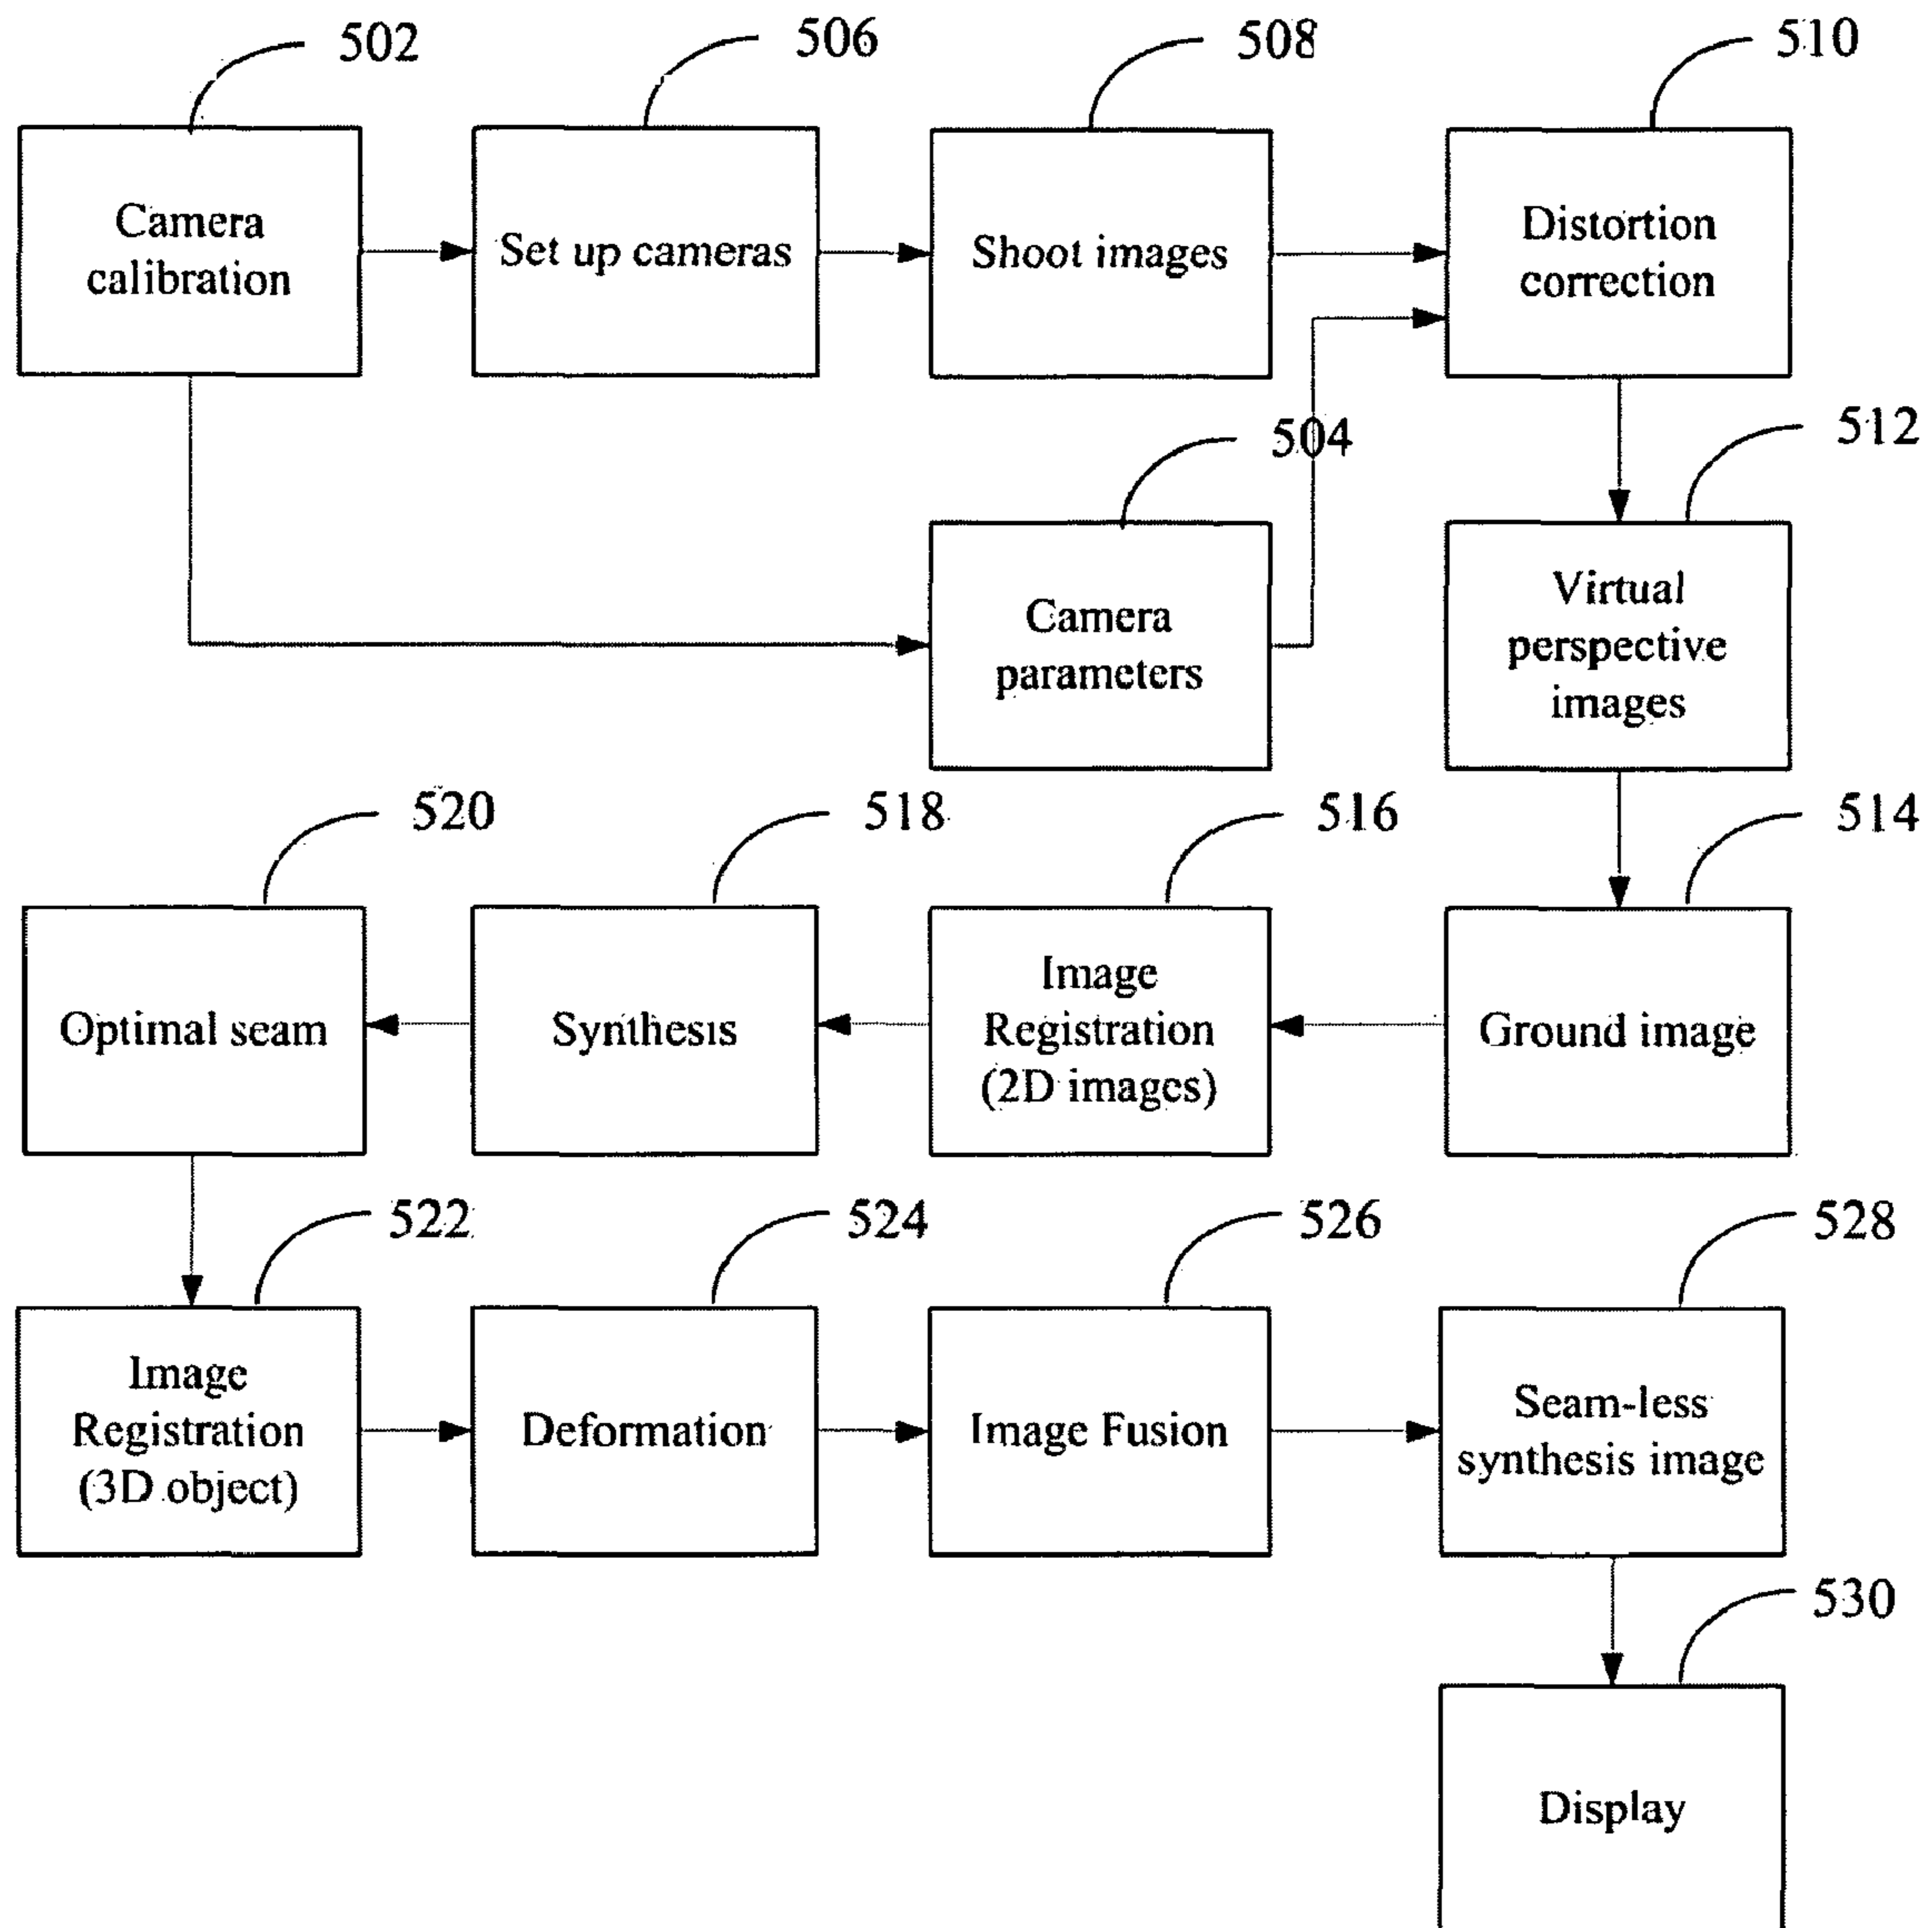 502
506
508
510
Camera
calibration
Set up cameras
Shoot images
Distortion
correction
504
512
Camera
parameters
Virtual
perspective
images
520
518
516
514
Optimal seam
Synthesis
Image
Registration
(2D images)
Ground image
522
524
526
528
Image
Registration
(3D object)
Deformation
Image Fusion
Seam-less
synthesis image
530
Display